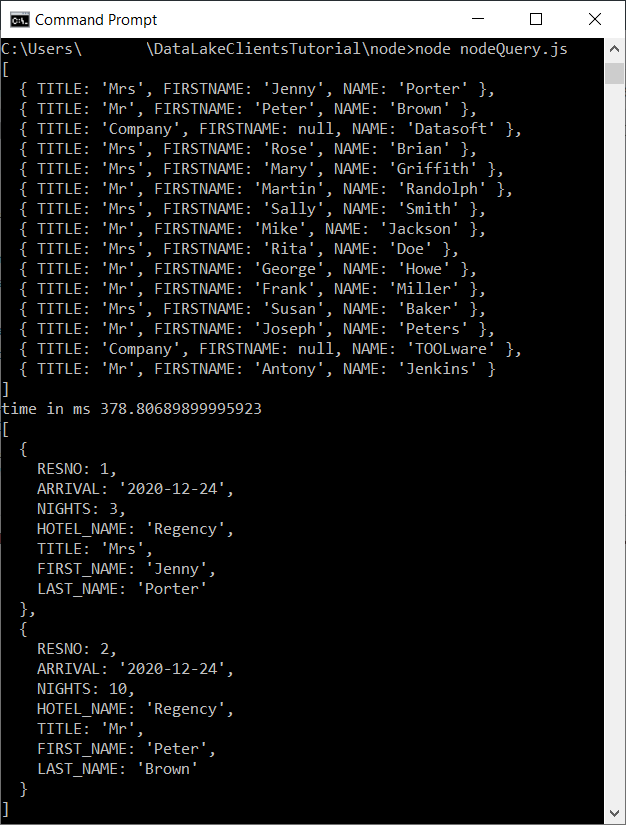 Command Prompt
C:\Users\       \DataLakeClientsTutorial\node>node nodeQuery.js
[
  { TITLE: 'Mrs', FIRSTNAME: 'Jenny', NAME: 'Porter' },
  { TITLE: 'Mr', FIRSTNAME: 'Peter', NAME: 'Brown' },
  { TITLE: 'Company', FIRSTNAME: null, NAME: 'Datasoft' },
  { TITLE: 'Mrs', FIRSTNAME: 'Rose', NAME: 'Brian' },
  { TITLE: 'Mrs', FIRSTNAME: 'Mary', NAME: 'Griffith' },
  { TITLE: 'Mr', FIRSTNAME: 'Martin', NAME: 'Randolph' },
  { TITLE: 'Mrs', FIRSTNAME: 'Sally', NAME: 'Smith' },
  { TITLE: 'Mr', FIRSTNAME: 'Mike', NAME: 'Jackson' },
  { TITLE: 'Mrs', FIRSTNAME: 'Rita', NAME: 'Doe' },
  { TITLE: 'Mr', FIRSTNAME: 'George', NAME: 'Howe' },
  { TITLE: 'Mr', FIRSTNAME: 'Frank', NAME: 'Miller' },
  { TITLE: 'Mrs', FIRSTNAME: 'Susan', NAME: 'Baker' },
  { TITLE: 'Mr', FIRSTNAME: 'Joseph', NAME: 'Peters' },
  { TITLE: 'Company', FIRSTNAME: null, NAME: 'TOOLware' },
  { TITLE: 'Mr', FIRSTNAME: 'Antony', NAME: 'Jenkins' }
]
time in ms 378.80689899995923
[
  {
    RESNO: 1,
    ARRIVAL: '2020-12-24',
    NIGHTS: 3,
    HOTEL_NAME: 'Regency',
    TITLE: 'Mrs',
    FIRST_NAME: 'Jenny',
    LAST_NAME: 'Porter'
  },
  {
    RESNO: 2,
    ARRIVAL: '2020-12-24',
    NIGHTS: 10,
    HOTEL_NAME: 'Regency',
    TITLE: 'Mr',
    FIRST_NAME: 'Peter',
    LAST_NAME: 'Brown'
  }
]